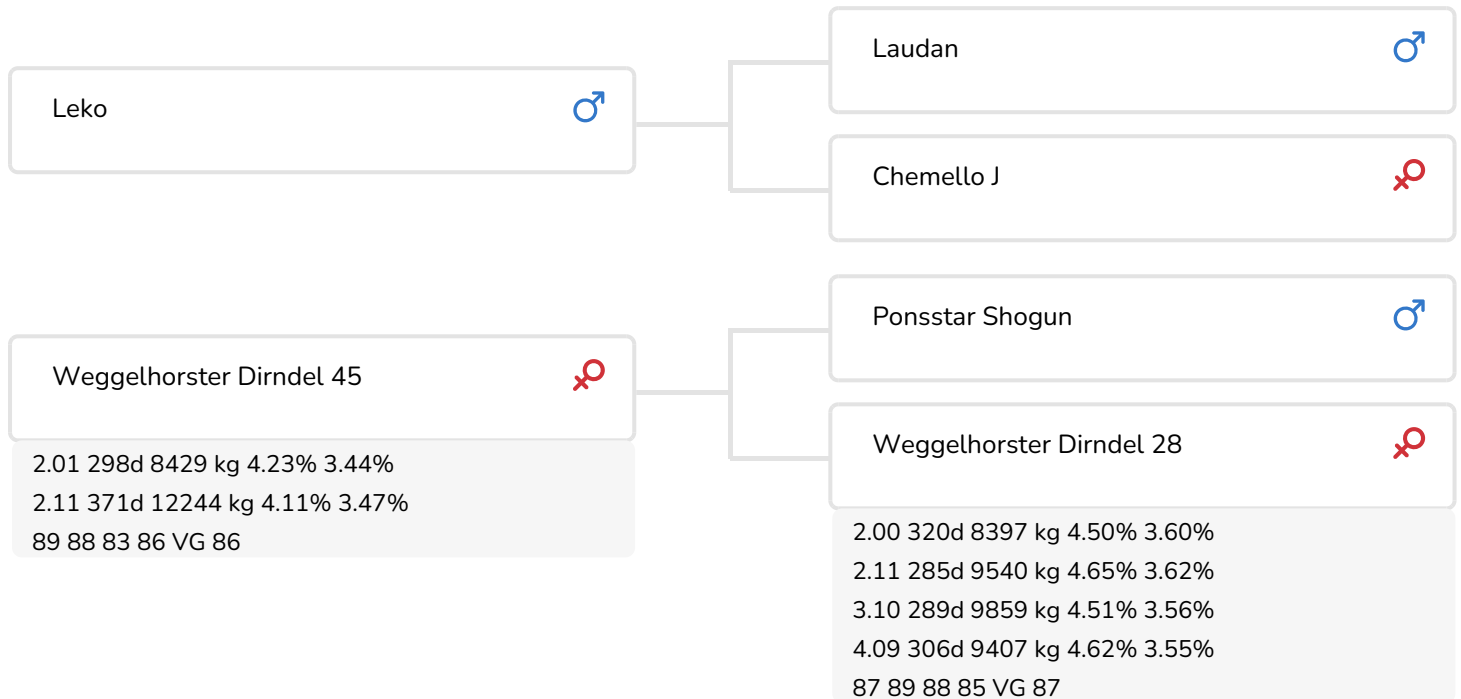 Leko
Laudan
Chemello J
Weggelhorster Dirndel 45
2.01 298d 8429 kg 4.23% 3.44%
2.11 371d 12244 kg 4.11% 3.47%
89 88 83 86 VG 86
Ponsstar Shogun
Weggelhorster Dirndel 28
2.00 320d 8397 kg 4.50% 3.60%
2.11 285d 9540 kg 4.65% 3.62%
3.10 289d 9859 kg 4.51% 3.56%
4.09 306d 9407 kg 4.62% 3.55%
87 89 88 85 VG 87